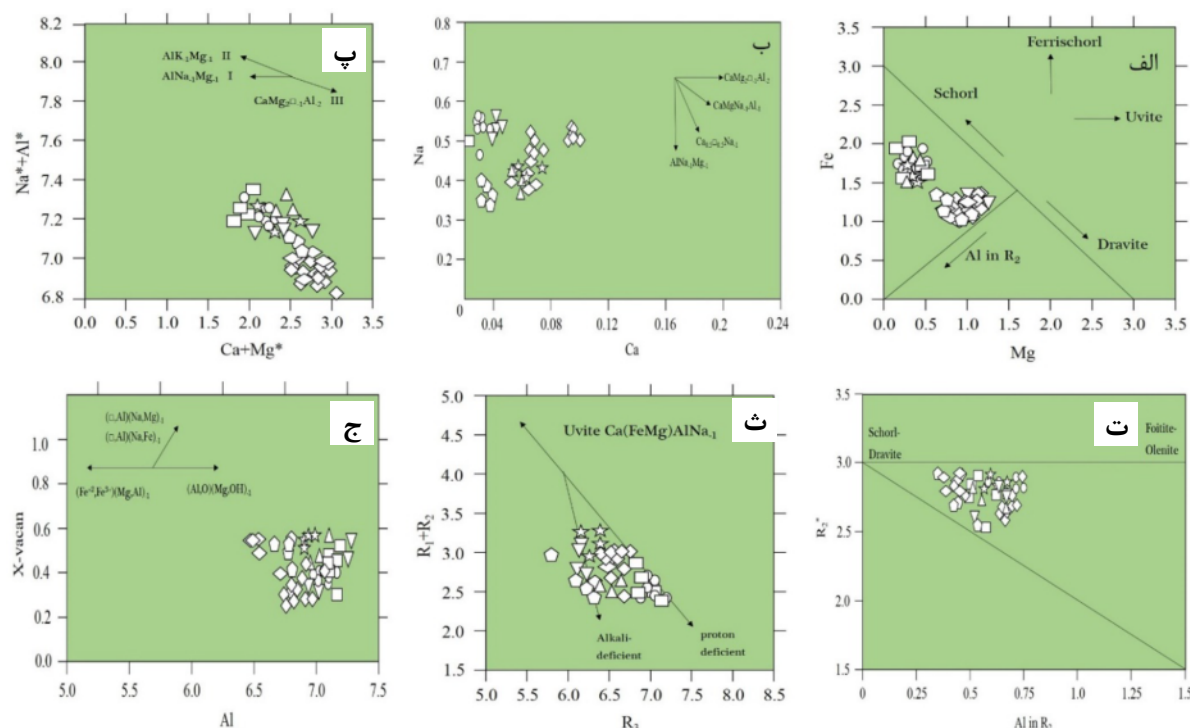 الف
Ferrischorl
Schorl
Uvite
Al in R₂
Dravite
Fe
3.5
3.0
2.5
2.0
1.5
1.0
0.5
0.0
0.0 0.5 1.0 1.5 2.0 2.5 3.0 3.5
Mg
ب
CaMgNa₋₁Al₋₁
AlNa₋₁Mg₋₁
Na
0.8
0.7
0.6
0.5
0.4
0.3
0.2
0
0.04 0.08 0.12 0.16 0.2 0.24
Ca
پ
AlK₋₁Mg₋₁ II
AlNa₋₁Mg₋₁ I
CaMg₂□₋₁Al₋₂ III
Na*+Al*
8.2
8.0
7.8
7.6
7.4
7.2
7.0
6.8
0.0 0.5 1.0 1.5 2.0 2.5 3.0 3.5
Ca+Mg*
ت
Schorl-
Dravite
Foitite-
Olenite
R₂*
3.5
3.0
2.5
1.5
0 0.25 0.5 0.75 1.0 1.5
Al in R₂
ث
Uvite Ca(FeMg)AlNa₋₁
Alkali-
deficient
proton
deficient
R₁+R₂
5.0
4.5
4.0
3.5
3.0
2.5
2.0
1.5
5.0 5.5 6.0 6.5 7.0 7.5 8.0 8.5
R₃
ج
(□,Al)(Na,Mg)₋₁
(□,Al)(Na,Fe)₋₁
(Al,O)(Mg,OH)₋₁
X-vacan
1.0
0.8
0.6
0.4
0.2
0.0
5.0 5.5 6.0 6.5 7.0 7.5
Al